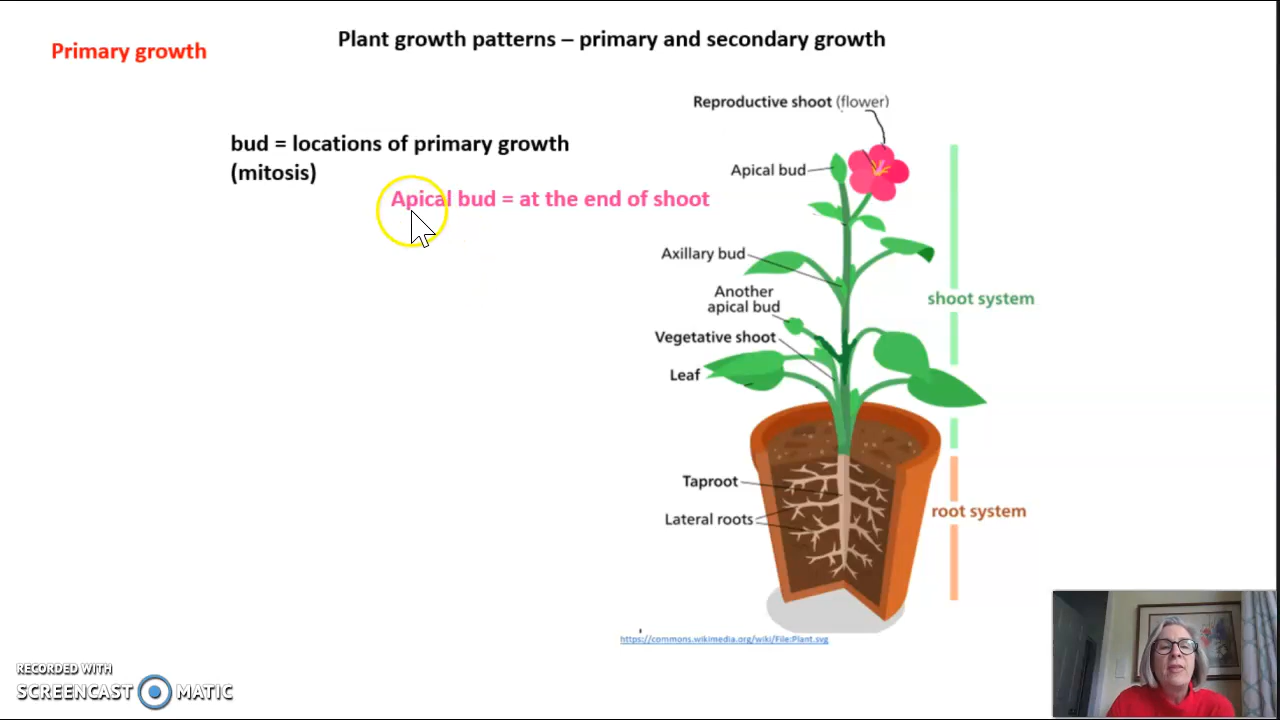 Primary growth
Plant growth patterns – primary and secondary growth
bud = locations of primary growth
(mitosis)
Apical bud = at the end of shoot
Reproductive shoot (flower)
Apical bud
Axillary bud
Another
apical bud
Vegetative shoot
Leaf
shoot system
Taproot
Lateral roots
root system
https://commons.wikimedia.org/wiki/File:Plant.svg
RECORDED WITH
SCREENCAST MATIC